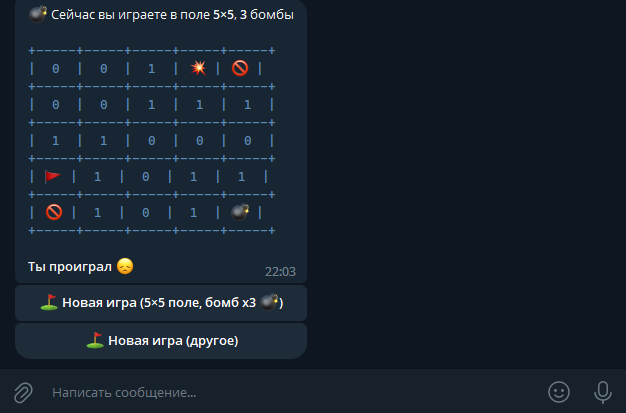 💣 Сейчас вы играете в поле 5×5, 3 бомбы
+-----+-----+-----+-----+-----+
| 0 | 0 | 1 | 💥 | 🚫 |
+-----+-----+-----+-----+-----+
| 0 | 0 | 1 | 1 | 1 |
+-----+-----+-----+-----+-----+
| 1 | 1 | 0 | 0 | 0 |
+-----+-----+-----+-----+-----+
| 🚩 | 1 | 0 | 1 | 1 |
+-----+-----+-----+-----+-----+
| 🚫 | 1 | 0 | 1 | 💣 |
+-----+-----+-----+-----+-----+
Ты проиграл 😞
22:03
⛳ Новая игра (5×5 поле, бомб x3 💣)
⛳ Новая игра (другое)
Написать сообщение...